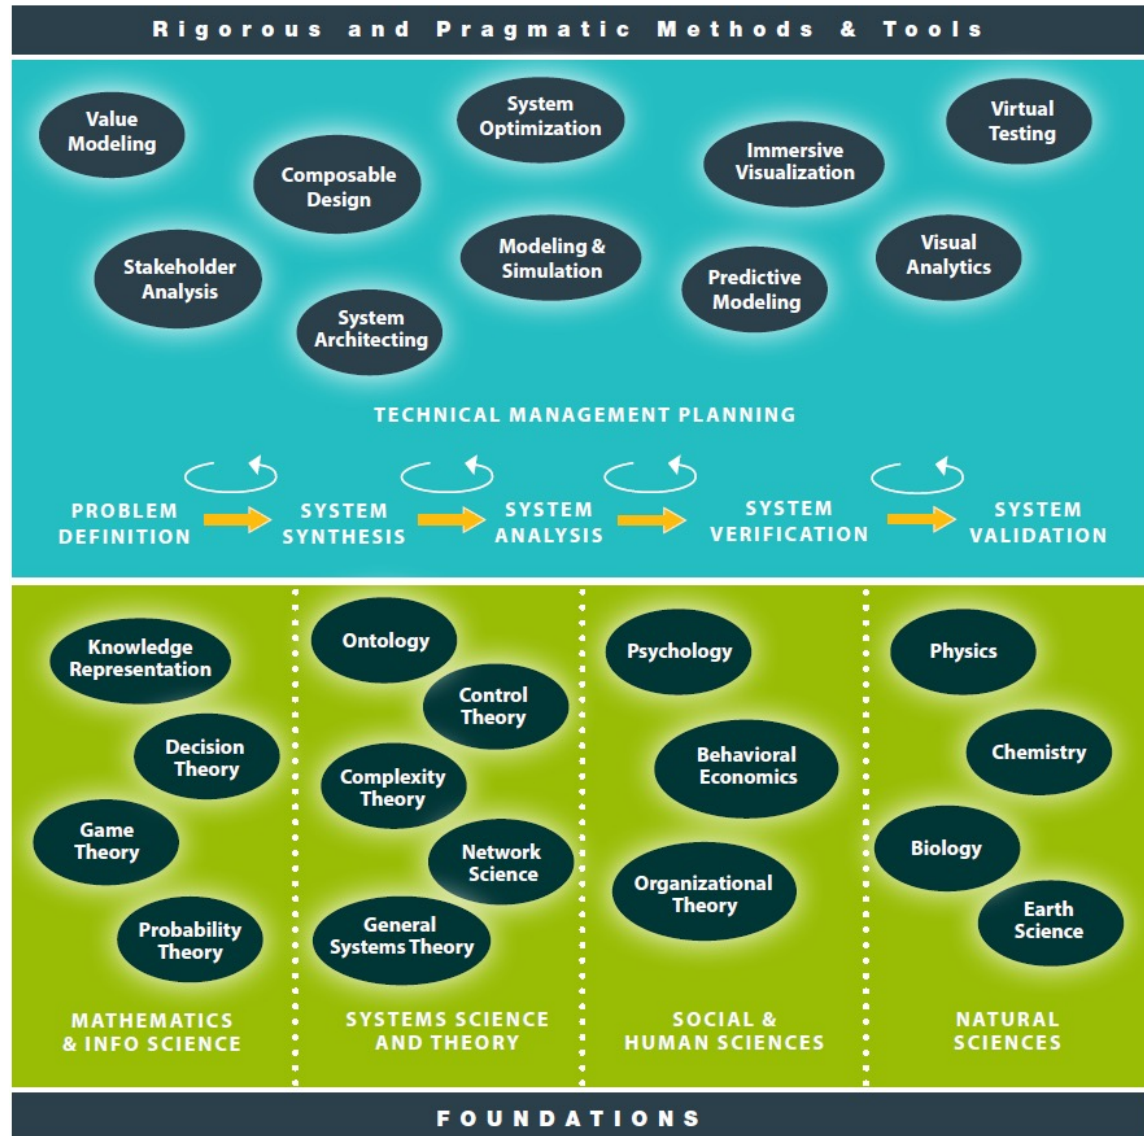 Rigorous and Pragmatic Methods & Tools
Value
Modeling
System
Optimization
Virtual
Testing
Composable
Design
Immersive
Visualization
Stakeholder
Analysis
Modeling &
Simulation
Visual
Analytics
System
Architecting
Predictive
Modeling
TECHNICAL MANAGEMENT PLANNING
PROBLEM
DEFINITION
SYSTEM
SYNTHESIS
SYSTEM
ANALYSIS
SYSTEM
VERIFICATION
SYSTEM
VALIDATION
Knowledge
Representation
Decision
Theory
Game
Theory
Probability
Theory
MATHEMATICS
& INFO SCIENCE
Ontology
Control
Theory
Complexity
Theory
Network
Science
General
Systems Theory
SYSTEMS SCIENCE
AND THEORY
Psychology
Behavioral
Economics
Organizational
Theory
SOCIAL &
HUMAN SCIENCES
Physics
Chemistry
Biology
Earth
Science
NATURAL
SCIENCES
FOUNDATIONS